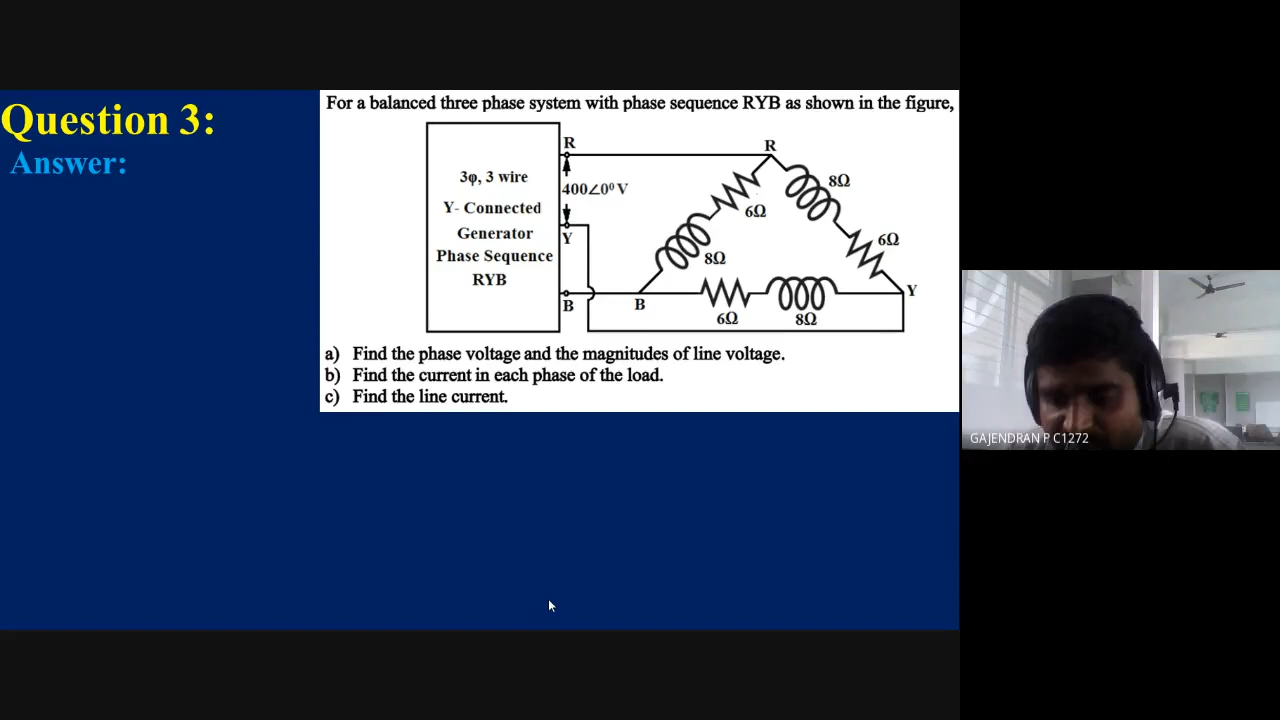 Question 3:
Answer:
For a balanced three phase system with phase sequence RYB as shown in the figure,
3φ, 3 wire
Y- Connected
Generator
Phase Sequence
RYB
R
400∠0⁰ V
Y
B
R
8Ω
6Ω
6Ω
8Ω
B
6Ω
8Ω
Y
a) Find the phase voltage and the magnitudes of line voltage.
b) Find the current in each phase of the load.
c) Find the line current.
GAJENDRAN P C1272